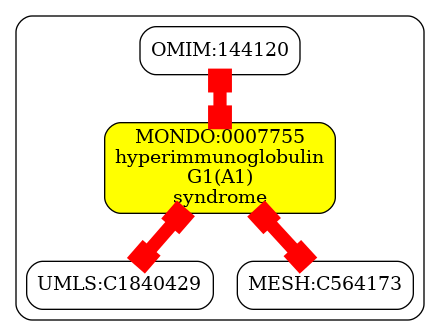 OMIM:144120
MONDO:0007755
hyperimmunoglobulin
G1(A1)
syndrome
UMLS:C1840429
MESH:C564173